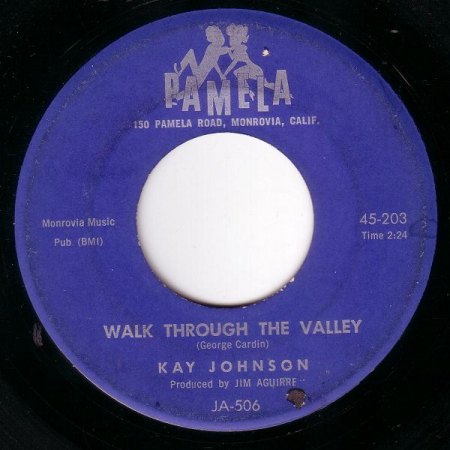 PAMELA
150 PAMELA ROAD, MONROVIA, CALIF.
Monrovia Music
Pub. (BMI)
45-203
Time 2:24
WALK THROUGH THE VALLEY
(George Cardin)
KAY JOHNSON
Produced by JIM AGUIRRE
JA-506